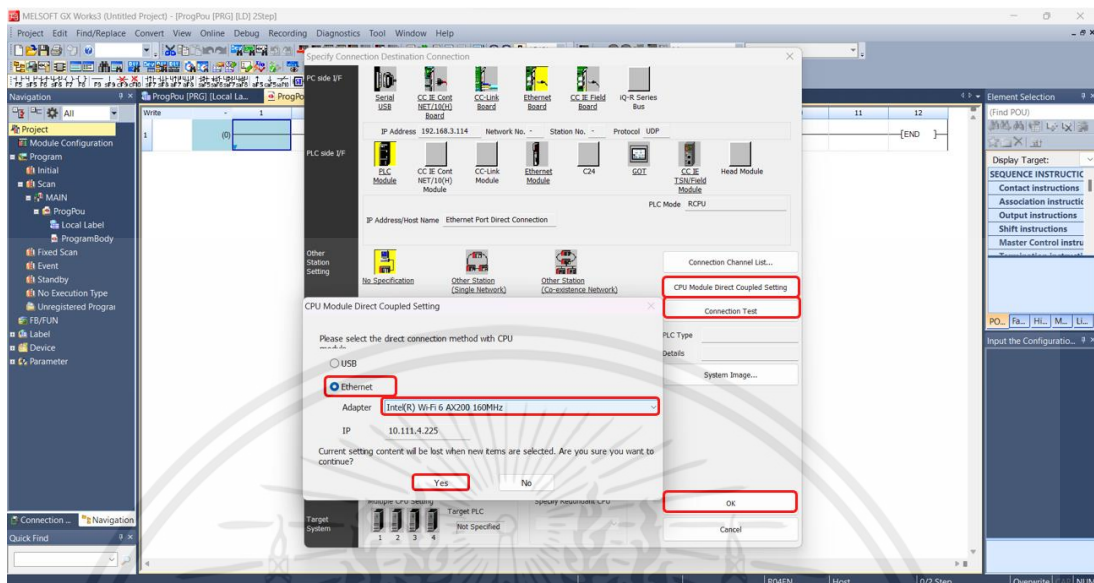 MELSOFT GX Works3 (Untitled Project) - [ProgPou [PRG] [LD] 2Step]
Project Edit Find/Replace Convert View Online Debug Recording Diagnostics Tool Window Help
Navigation
All
Project
Module Configuration
Program
Initial
Scan
MAIN
ProgPou
Local Label
ProgramBody
Fixed Scan
Event
Standby
No Execution Type
Unregistered Progra
FB/FUN
Label
Device
Parameter
Connection ...
Navigation
Quick Find
ProgPou [PRG] [Local La...
ProgPo
Write
1
11
12
1
(0)
[END ]
Specify Connection Destination Connection
PC side I/F
Serial USB
CC IE Cont NET/10(H) Board
CC-Link Board
Ethernet Board
CC IE Field Board
iQ-R Series Bus
IP Address 192.168.3.114 Network No. - Station No. - Protocol UDP
PLC side I/F
PLC Module
CC IE Cont NET/10(H) Module
CC-Link Module
Ethernet Module
C24
GOT
CC IE TSN/Field Module
Head Module
PLC Mode RCPU
IP Address/Host Name Ethernet Port Direct Connection
Other Station Setting
No Specification
Other Station (Single Network)
Other Station (Co-existence Network)
Connection Channel List...
CPU Module Direct Coupled Setting
Connection Test
PLC Type
Details
System Image...
OK
Cancel
CPU Module Direct Coupled Setting
Please select the direct connection method with CPU
USB
Ethernet
Adapter Intel(R) Wi-Fi 6 AX200 160MHz
IP 10.111.4.225
Current setting content will be lost when new items are selected. Are you sure you want to
continue?
Yes
No
Target System
Multiple CPU Setting
Target PLC
Not Specified
1 2 3 4
Specify Redundant CPU
Element Selection
(Find POU)
Display Target:
SEQUENCE INSTRUCTIC
Contact instructions
Association instructic
Output instructions
Shift instructions
Master Control instru
PO... Fa... Hi... M... Li...
Input the Configuratio...
R04EN Host 0/2 Step Overwrite CAP NUM